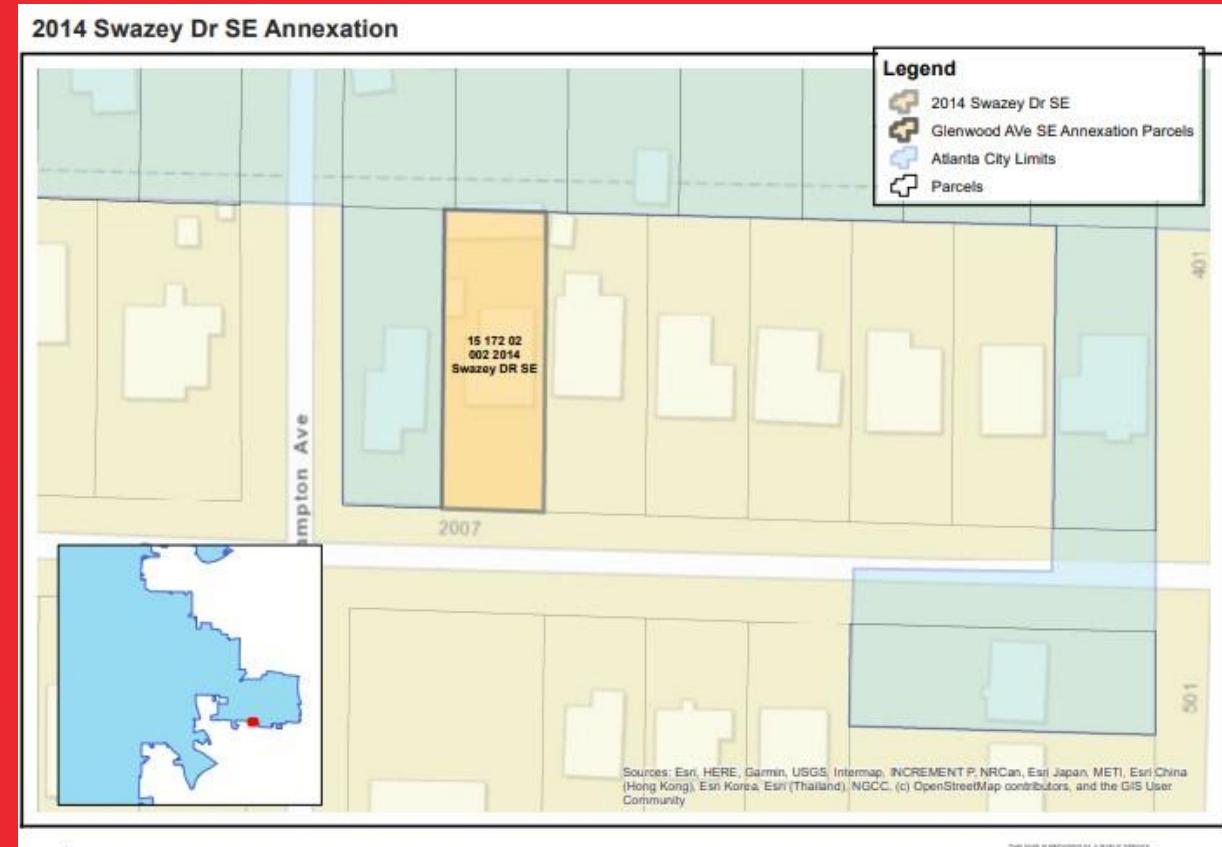 2014 Swazey Dr SE Annexation
Legend
2014 Swazey Dr SE
Glenwood AVe SE Annexation Parcels
Atlanta City Limits
Parcels
401
15 172 02
002 2014
Swazey DR SE
ampton Ave
2007
501
Sources: Esri, HERE, Garmin, USGS, Intermap, INCREMENT P, NRCan, Esri Japan, METI, Esri China
(Hong Kong), Esri Korea, Esri (Thailand), NGCC, (c) OpenStreetMap contributors, and the GIS User
Community